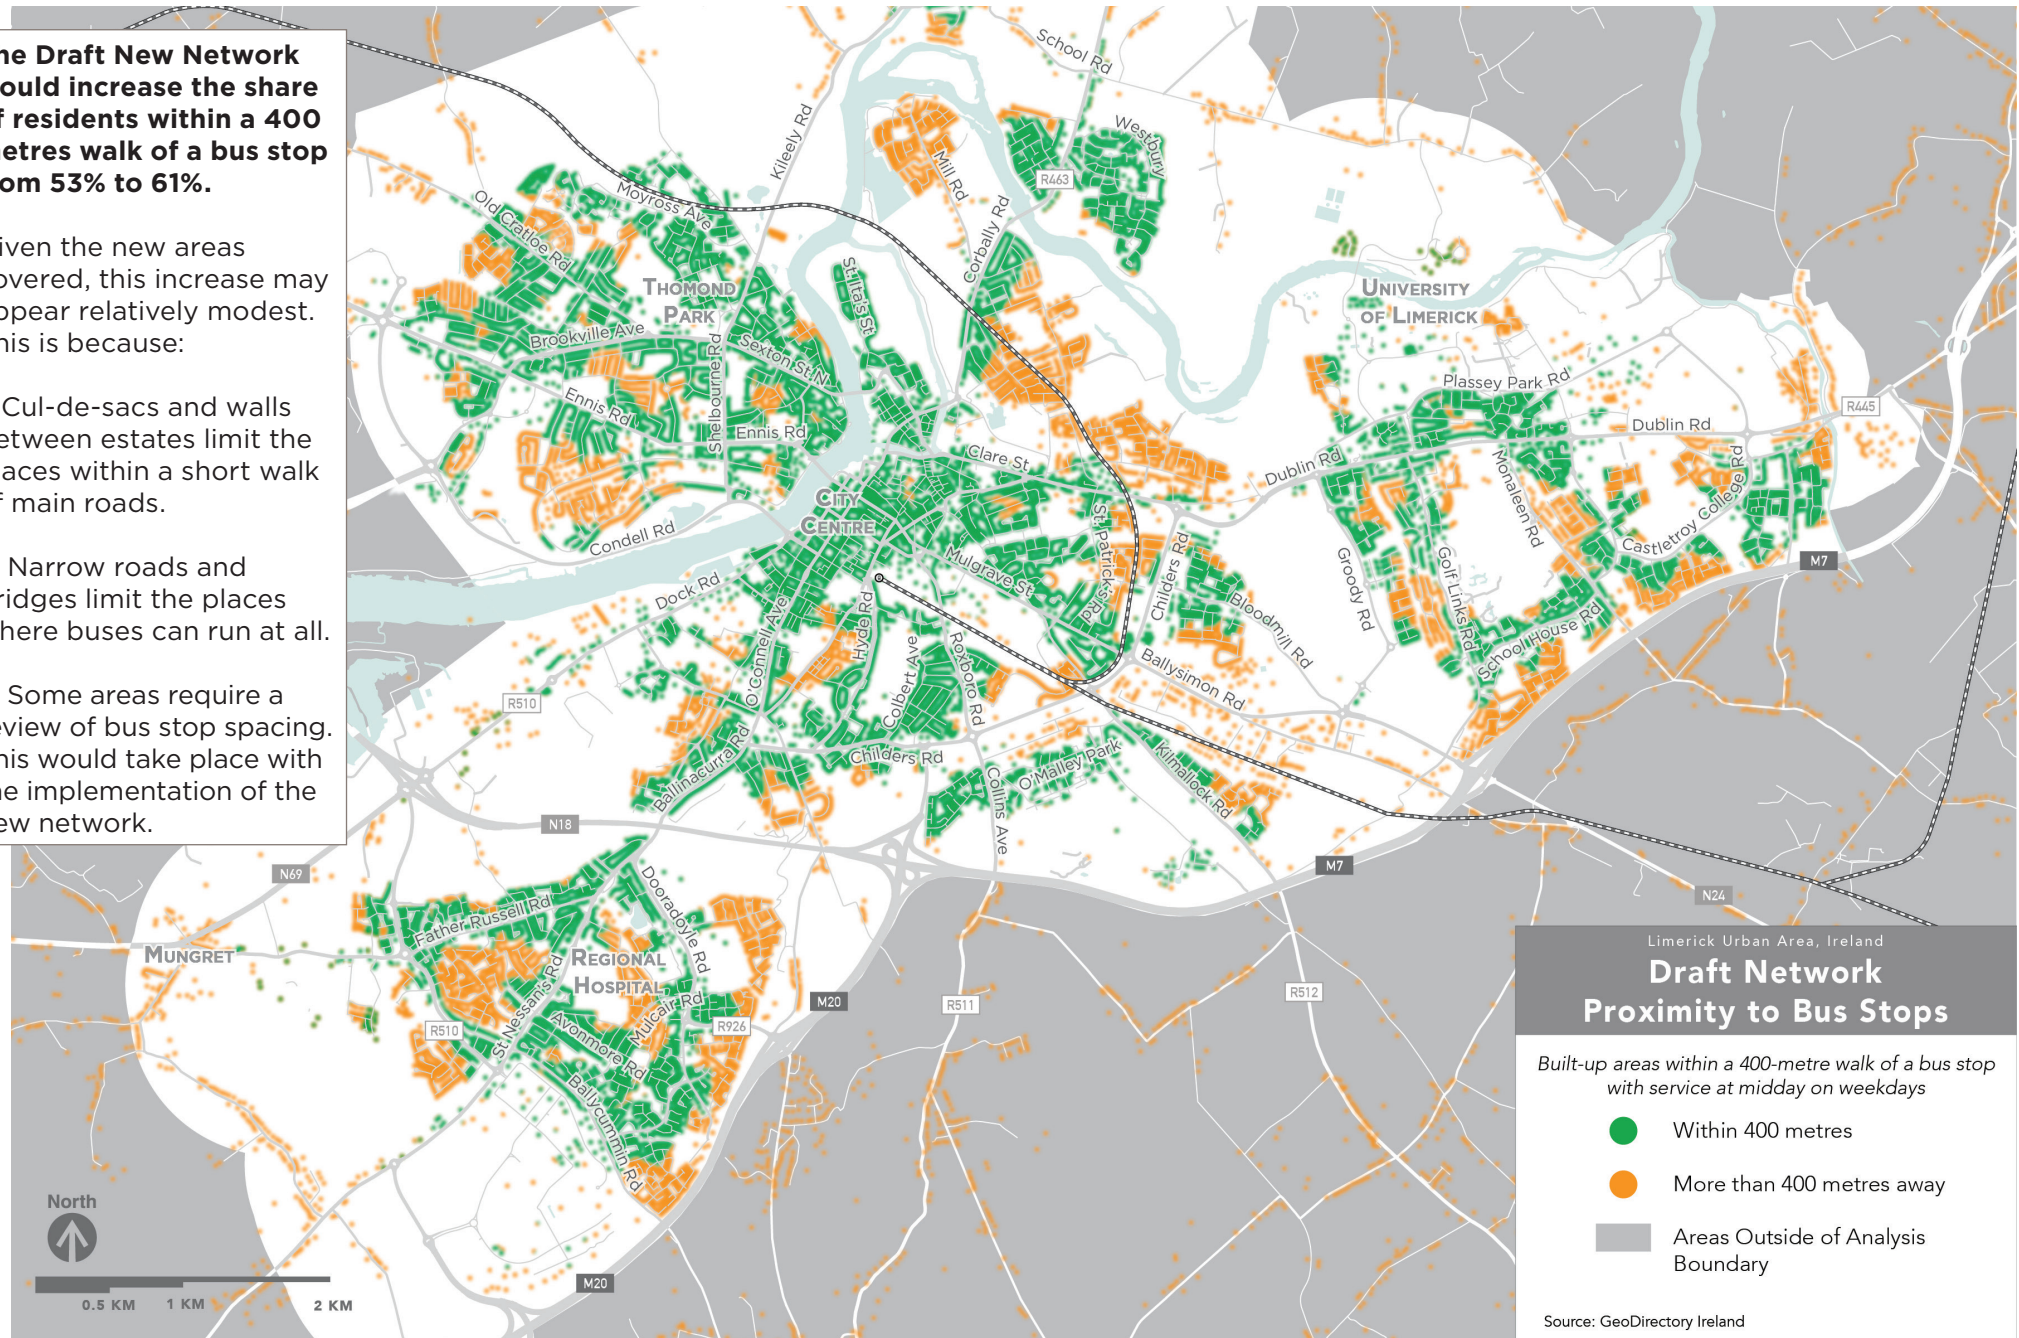 he Draft New Network
ould increase the share
f residents within a 400
etres walk of a bus stop
om 53% to 61%.
iven the new areas
overed, this increase may
ppear relatively modest.
his is because:
Cul-de-sacs and walls
etween estates limit the
laces within a short walk
f main roads.
Narrow roads and
ridges limit the places
here buses can run at all.
Some areas require a
eview of bus stop spacing.
his would take place with
he implementation of the
ew network.
School Rd
Kileely Rd
Westbury
Mill Rd
R463
Moyross Ave
Old Cratloe Rd
Corbally Rd
St. Ita's St
THOMOND
PARK
UNIVERSITY
OF LIMERICK
Brookville Ave
Sexton St N
Shelbourne Rd
Ennis Rd
Ennis Rd
Plassey Park Rd
R445
Dublin Rd
Dublin Rd
Clare St
CITY
CENTRE
Monaleen Rd
Castletroy College Rd
Condell Rd
St. Patrick's Rd
Mulgrave St
Childers Rd
Groody Rd
Golf Links Rd
M7
Dock Rd
O'Connell Ave
Hyde Rd
Colbert Ave
Roxboro Rd
Bloodmill Rd
School House Rd
Ballysimon Rd
R510
Ballinacurra Rd
Childers Rd
O'Malley Park
Kilmallock Rd
Collins Ave
N18
M7
N69
Dooradoyle Rd
N24
Father Russell Rd
MUNGRET
REGIONAL
HOSPITAL
St Nessan's Rd
Mulcair Rd
M20
R511
R512
R510
R926
Avonmore Rd
Ballycummin Rd
M20
North
0.5 KM
1 KM
2 KM
Limerick Urban Area, Ireland
Draft Network
Proximity to Bus Stops
Built-up areas within a 400-metre walk of a bus stop
with service at midday on weekdays
Within 400 metres
More than 400 metres away
Areas Outside of Analysis
Boundary
Source: GeoDirectory Ireland